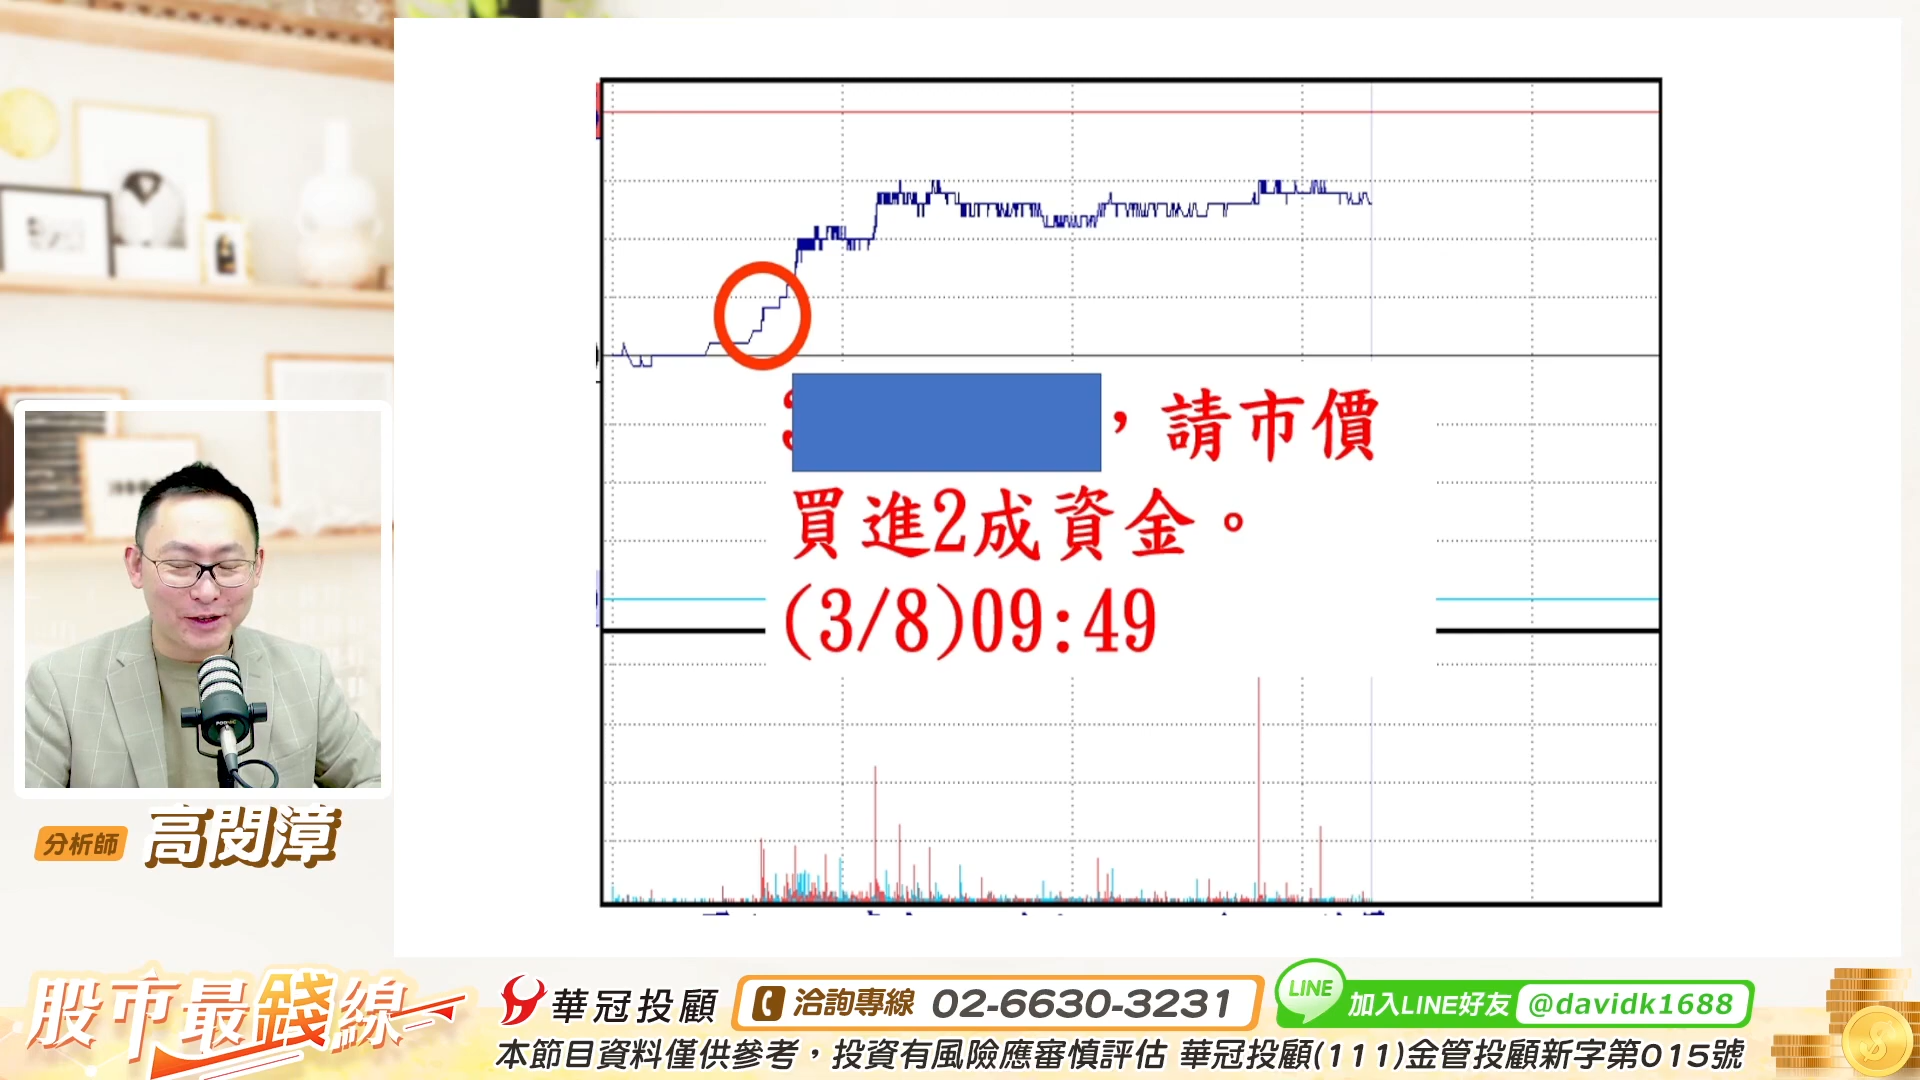 ，請市價
買進2成資金。
(3/8)09:49
分析師 高閔漳
股市最錢線
華冠投顧
洽詢專線 02-6630-3231
LINE 加入LINE好友 @davidk1688
本節目資料僅供參考，投資有風險應審慎評估 華冠投顧(111)金管投顧新字第015號